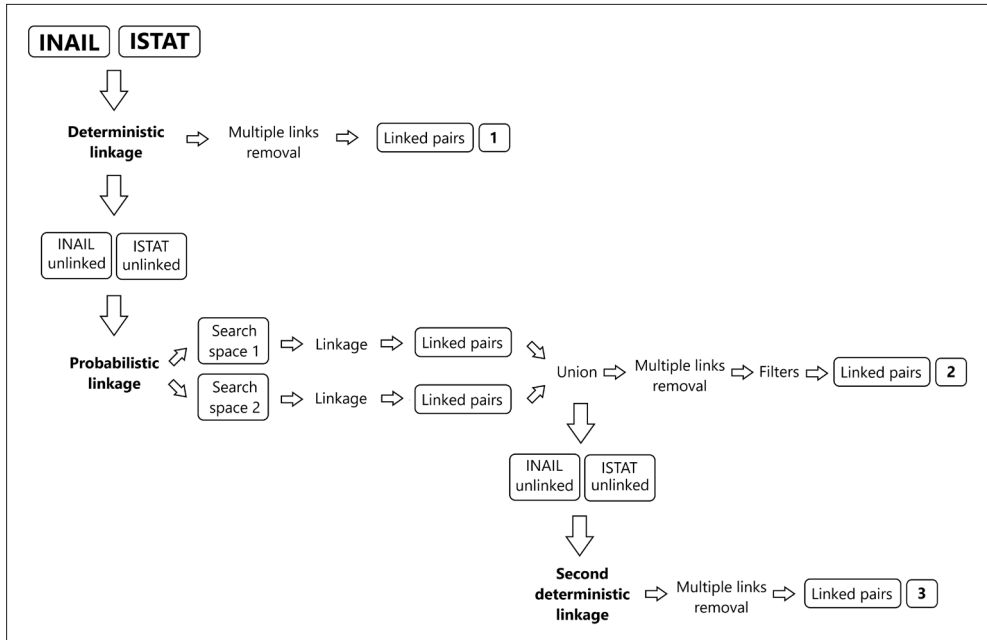 INAIL ISTAT
Deterministic
linkage
Multiple links
removal
Linked pairs 1
INAIL
unlinked
ISTAT
unlinked
Probabilistic
linkage
Search
space 1
Linkage
Linked pairs
Search
space 2
Linkage
Linked pairs
Union
Multiple links
removal
Filters
Linked pairs 2
INAIL
unlinked
ISTAT
unlinked
Second
deterministic
linkage
Multiple links
removal
Linked pairs 3